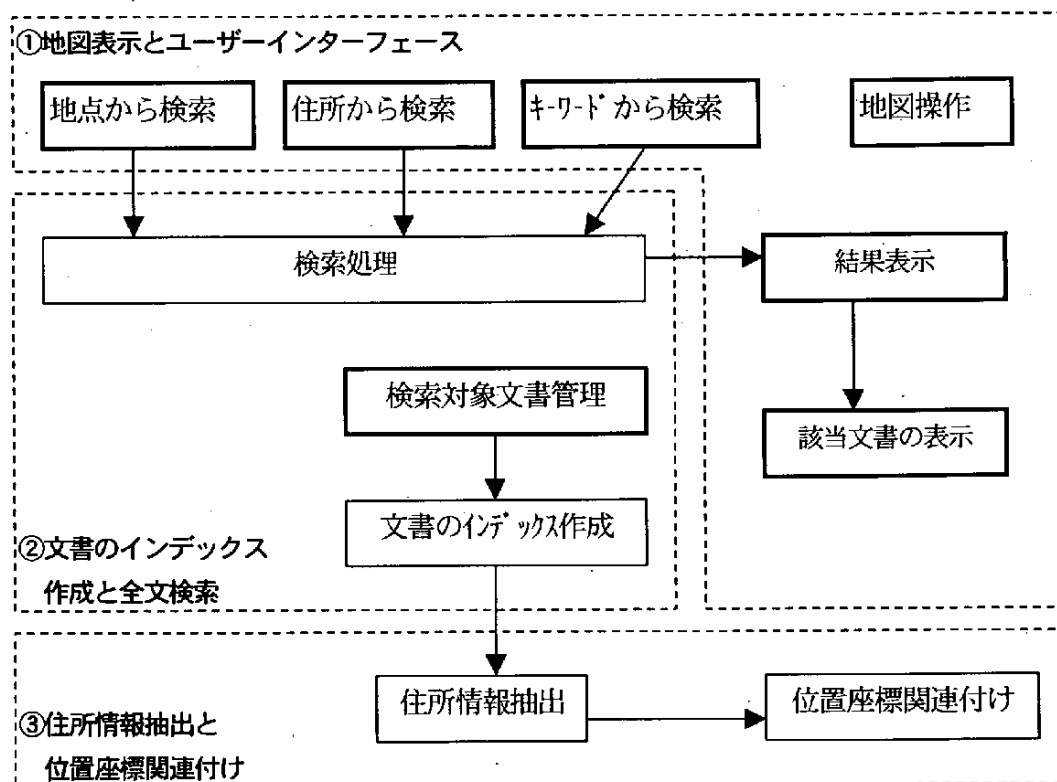 ①地図表示とユーザーインターフェース
地点から検索
住所から検索
ｷｰﾜｰﾄﾞから検索
地図操作
検索処理
結果表示
検索対象文書管理
該当文書の表示
文書のｲﾝﾃﾞｯｸｽ作成
②文書のインデックス
作成と全文検索
住所情報抽出
位置座標関連付け
③住所情報抽出と
位置座標関連付け